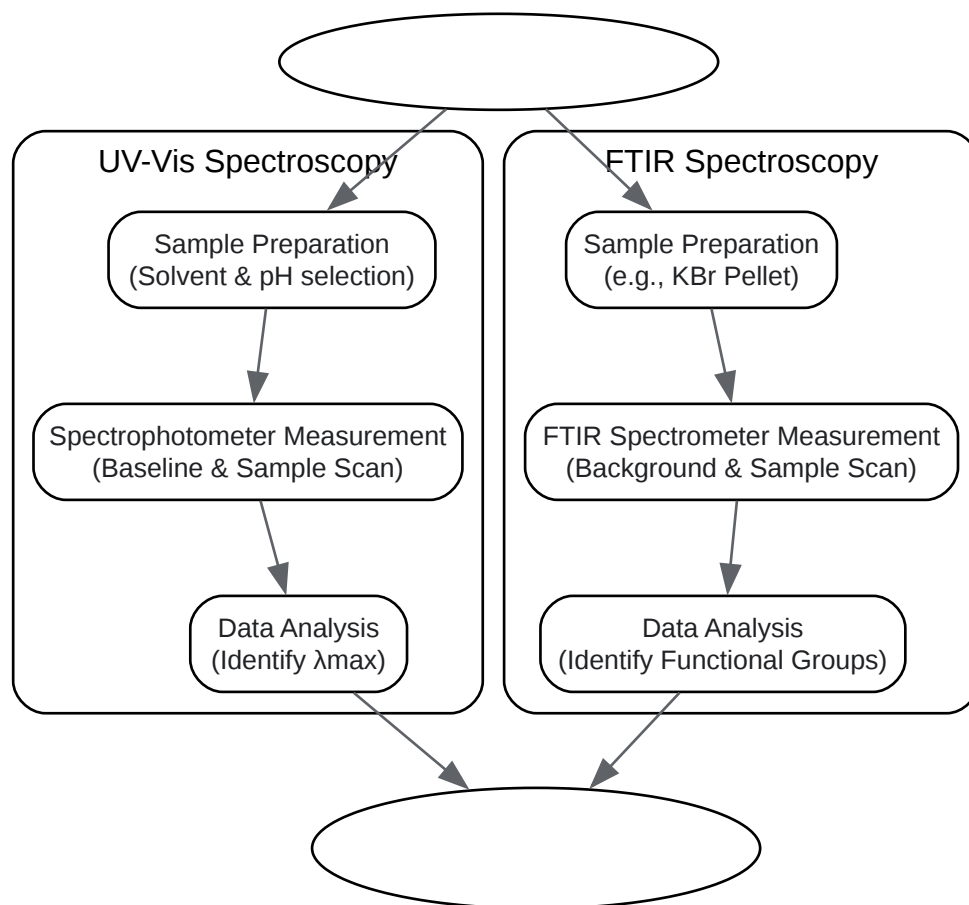 UV-Vis Spectroscopy
Sample Preparation
(Solvent & pH selection)
Spectrophotometer Measurement
(Baseline & Sample Scan)
Data Analysis
(Identify λmax)
FTIR Spectroscopy
Sample Preparation
(e.g., KBr Pellet)
FTIR Spectrometer Measurement
(Background & Sample Scan)
Data Analysis
(Identify Functional Groups)